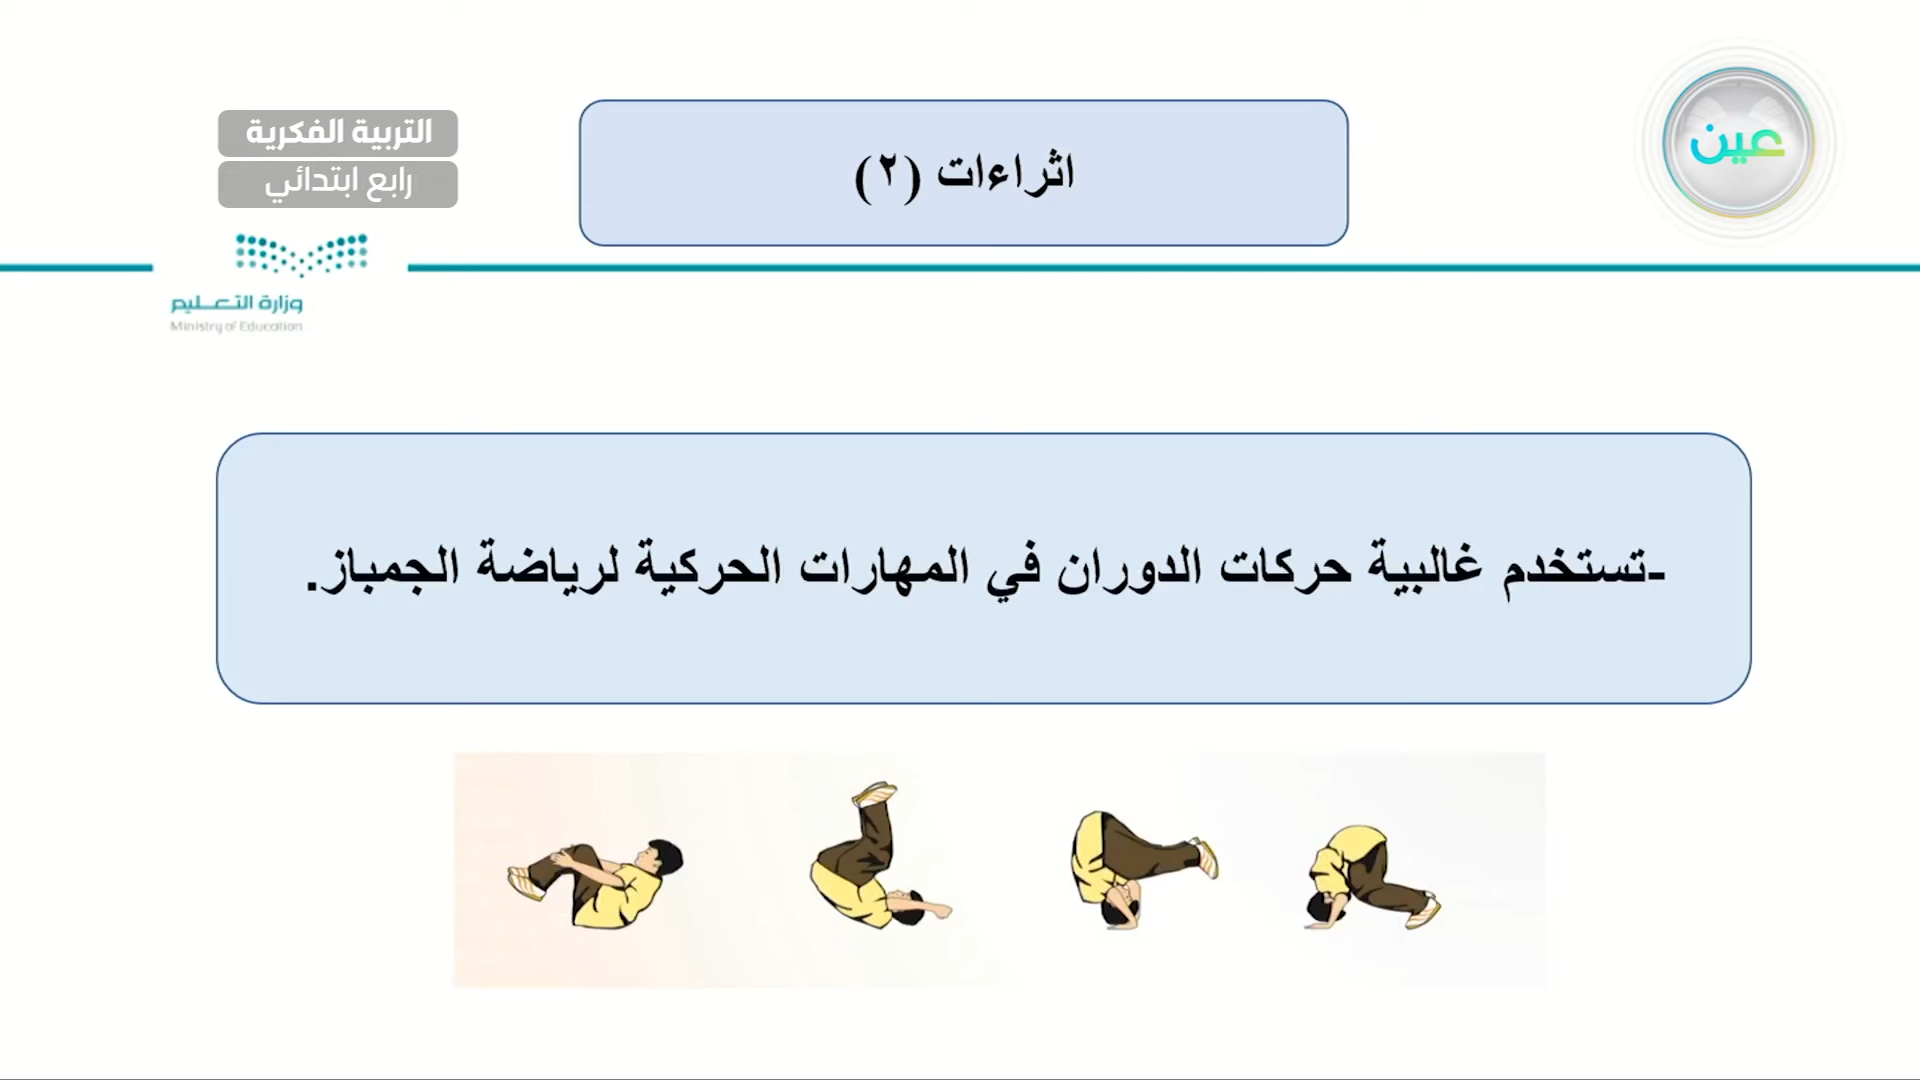 عين
اثراءات (٢)
التربية الفكرية
رابع ابتدائي
وزارة التعليم
Ministry of Education
-تستخدم غالبية حركات الدوران في المهارات الحركية لرياضة الجمباز.